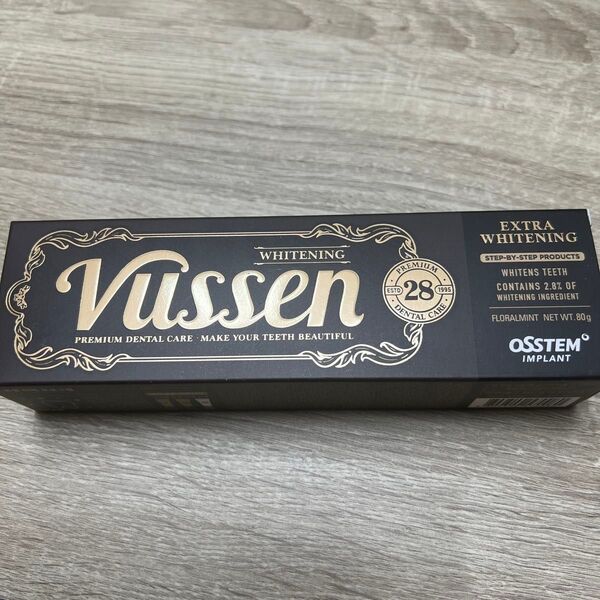 WHITENING
Vussen
PREMIUM DENTAL CARE · MAKE YOUR TEETH BEAUTIFUL
PREMIUM
ESTD 28 1995
DENTAL CARE
EXTRA
WHITENING
STEP-BY-STEP PRODUCTS
WHITENS TEETH
CONTAINS 2.8% OF
WHITENING INGREDIENT
FLORALMINT NET WT. 80g
OSSTEM
IMPLANT